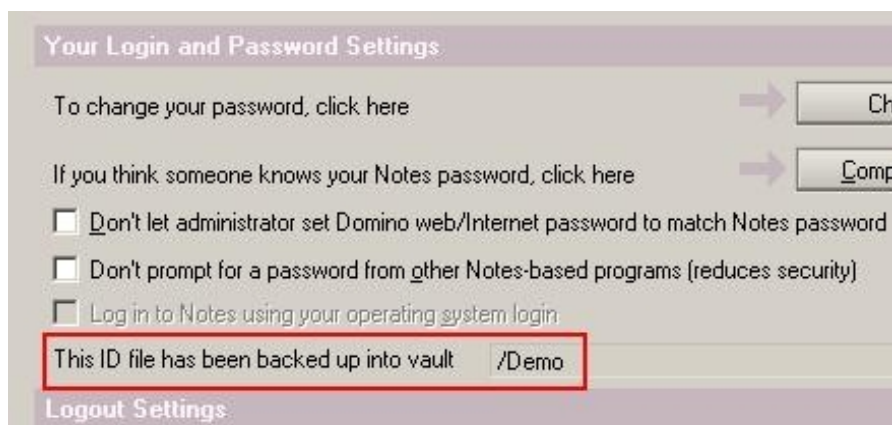 Your Login and Password Settings
To change your password, click here
Ch
If you think someone knows your Notes password, click here
Comp
Don't let administrator set Domino web/Internet password to match Notes password
Don't prompt for a password from other Notes-based programs (reduces security)
Log in to Notes using your operating system login
This ID file has been backed up into vault /Demo
Logout Settings